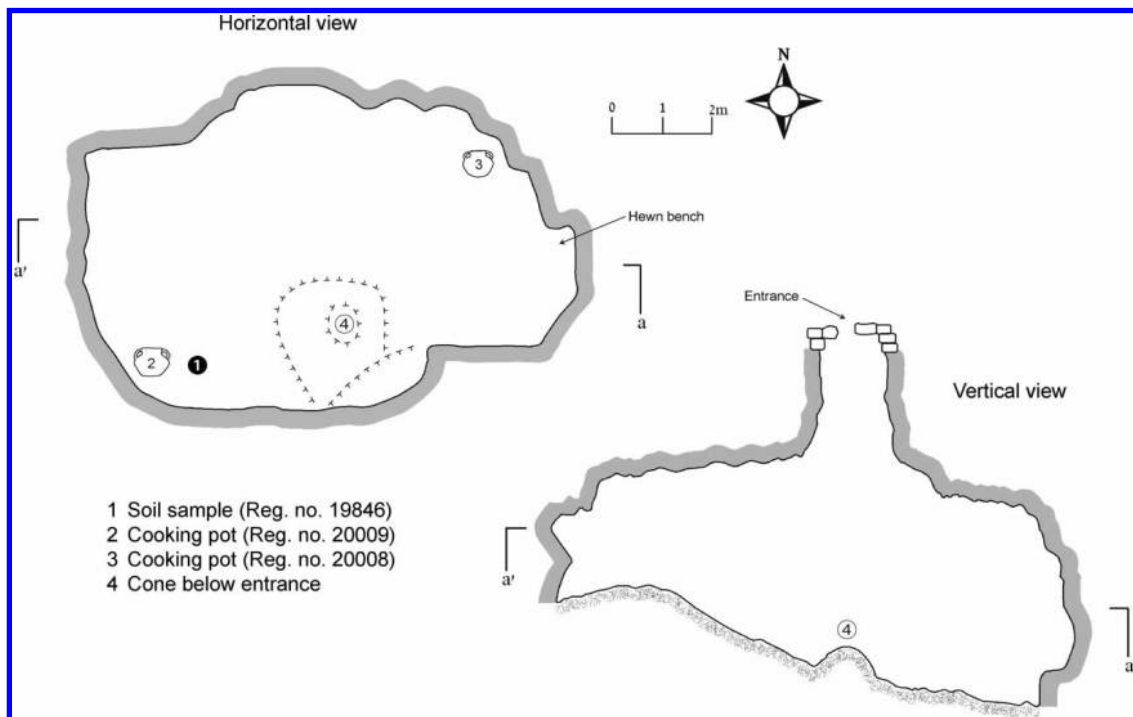 Horizontal view
N
0 1 2m
3
Hewn bench
a'
a
4
Entrance
2
1
Vertical view
1 Soil sample (Reg. no. 19846)
2 Cooking pot (Reg. no. 20009)
3 Cooking pot (Reg. no. 20008)
4 Cone below entrance
a'
4
a